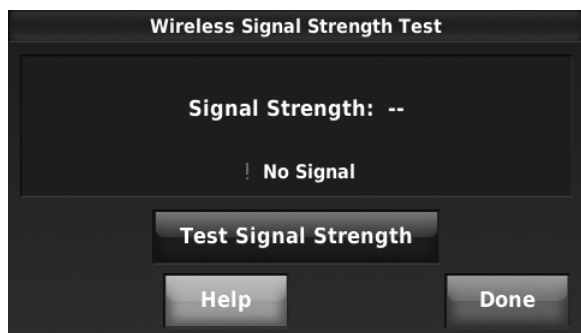 Wireless Signal Strength Test
Signal Strength: --
! No Signal
Test Signal Strength
Help
Done